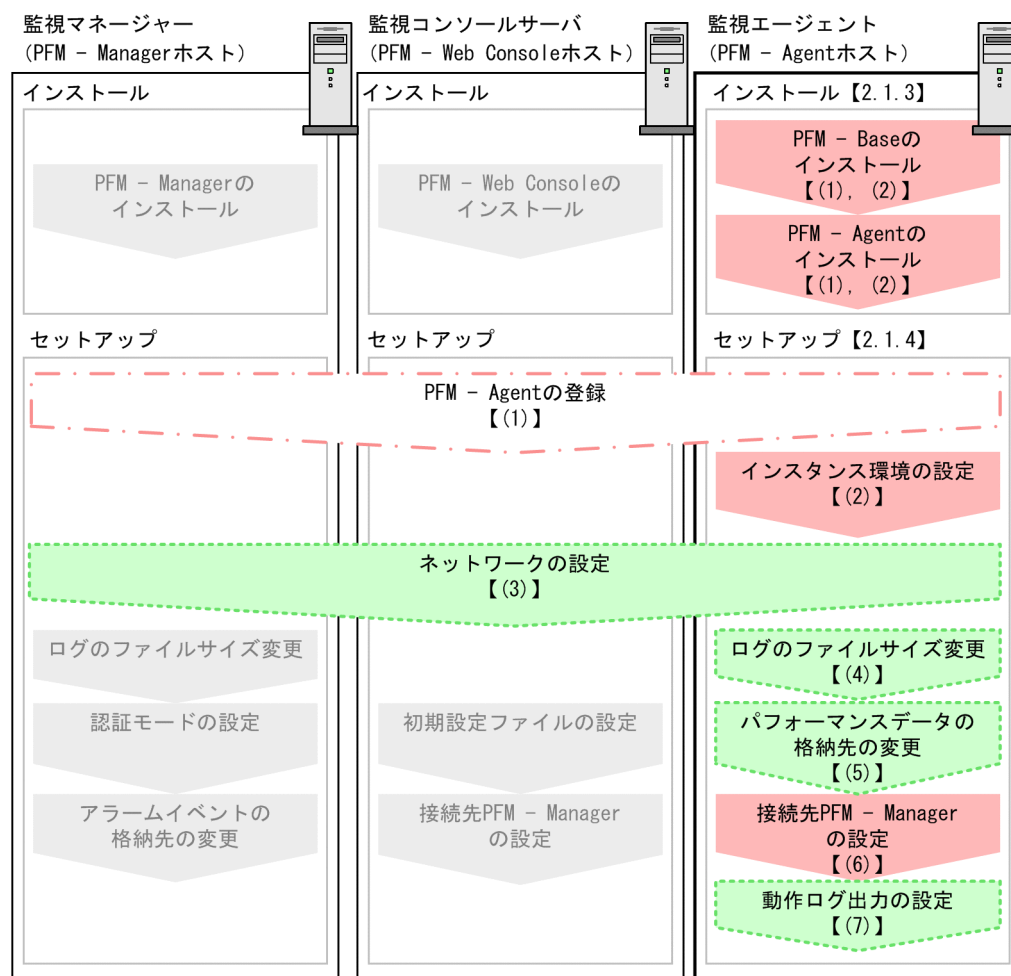 監視マネージャー
(PFM - Managerホスト)
監視コンソールサーバ
(PFM - Web Consoleホスト)
監視エージェント
(PFM - Agentホスト)
インストール
PFM - Managerの
インストール
インストール
PFM - Web Consoleの
インストール
インストール【2.1.3】
PFM - Baseの
インストール
【(1), (2)】
PFM - Agentの
インストール
【(1), (2)】
セットアップ
セットアップ
セットアップ【2.1.4】
PFM - Agentの登録
【(1)】
インスタンス環境の設定
【(2)】
ネットワークの設定
【(3)】
ログのファイルサイズ変更
認証モードの設定
アラームイベントの
格納先の変更
初期設定ファイルの設定
接続先PFM - Manager
の設定
ログのファイルサイズ変更
【(4)】
パフォーマンスデータの
格納先の変更
【(5)】
接続先PFM - Manager
の設定
【(6)】
動作ログ出力の設定
【(7)】